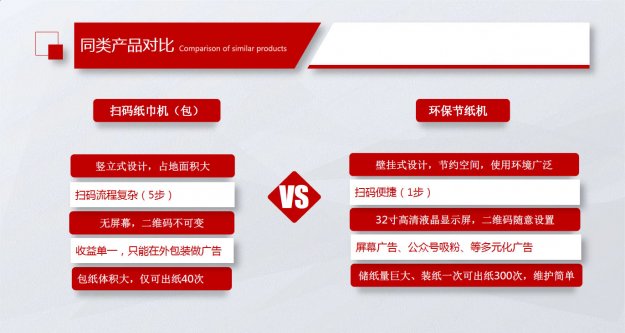 同类产品对比 Comparison of similar products
扫码纸巾机（包）
竖立式设计，占地面积大
扫码流程复杂（5步）
无屏幕，二维码不可变
收益单一，只能在外包装做广告
包纸体积大，仅可出纸40次
VS
环保节纸机
壁挂式设计，节约空间，使用环境广泛
扫码便捷（1步）
32寸高清液晶显示屏，二维码随意设置
屏幕广告、公众号吸粉、等多元化广告
储纸量巨大、装纸一次可出纸300次，维护简单